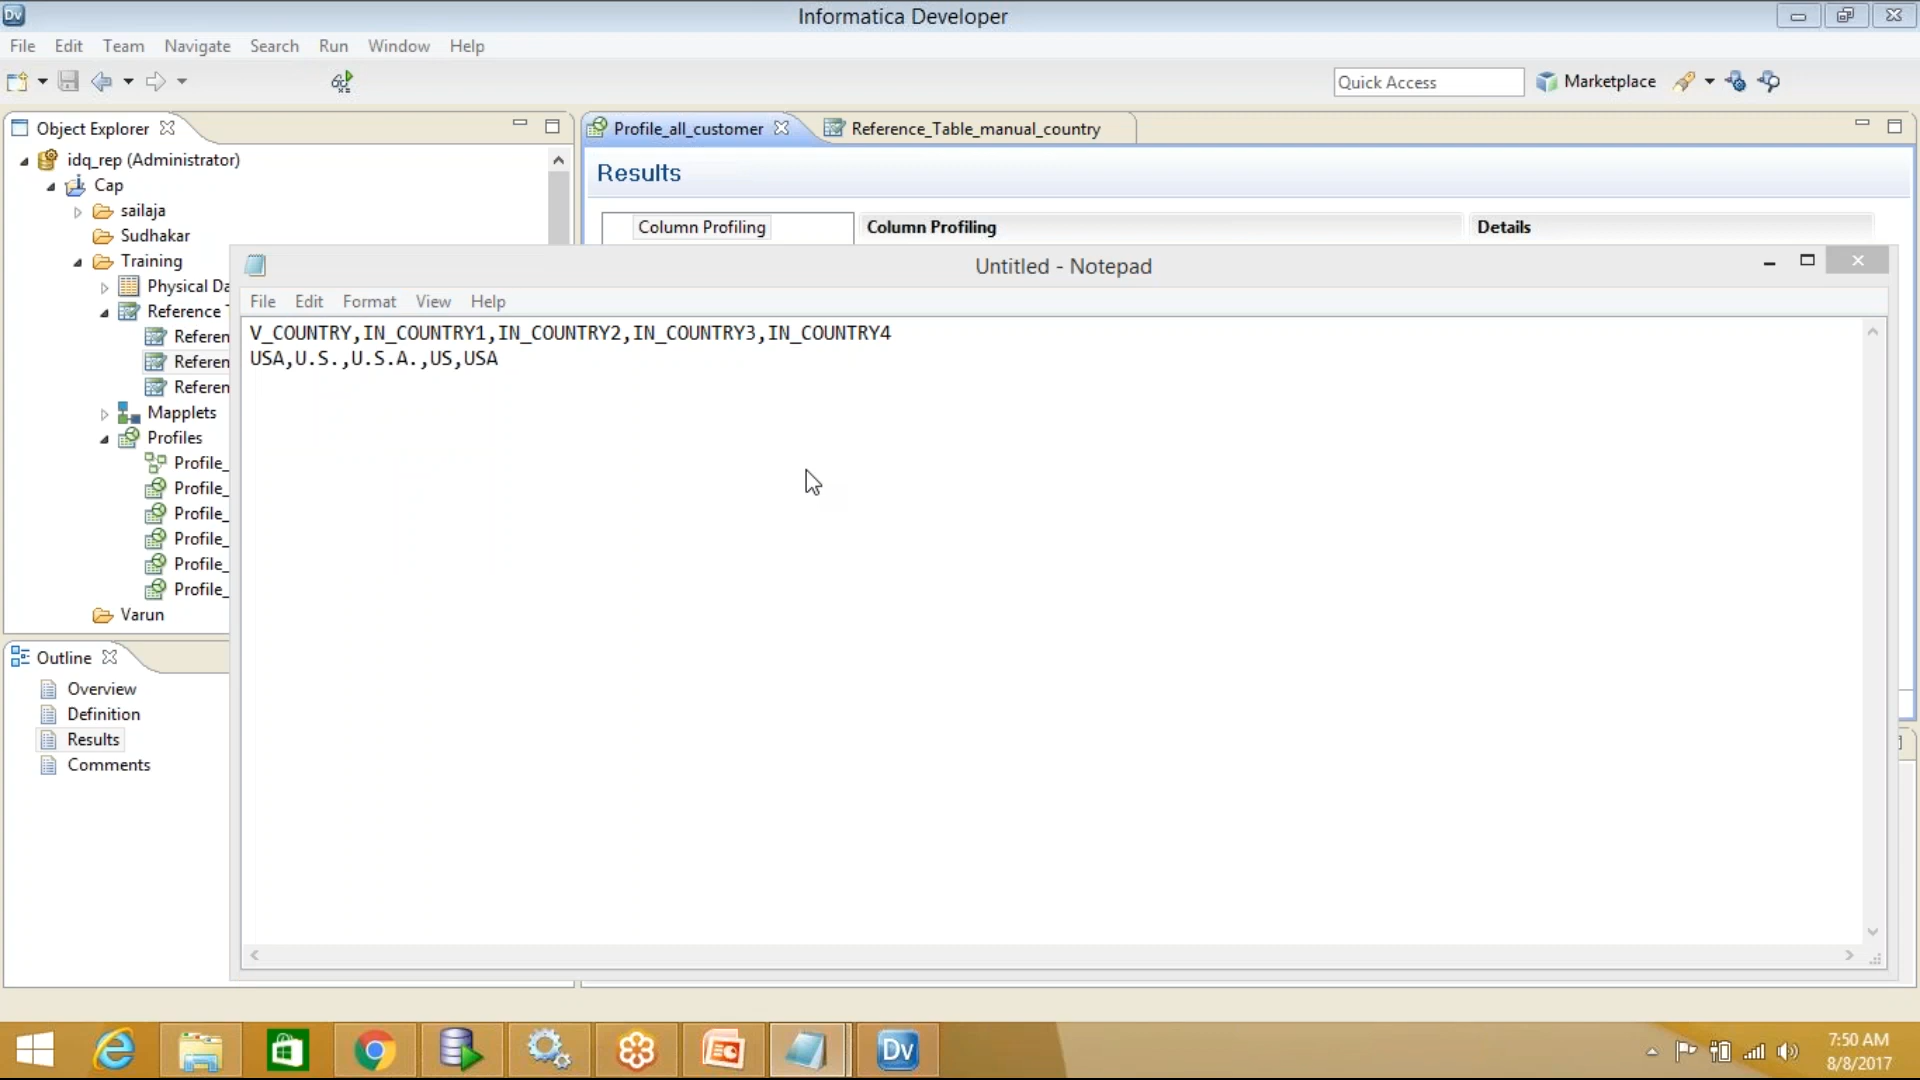 Dv Informatica Developer
File Edit Team Navigate Search Run Window Help
Quick Access Marketplace
Object Explorer
idq_rep (Administrator)
Cap
sailaja
Sudhakar
Training
Physical Da
Reference T
Referen
Referen
Referen
Mapplets
Profiles
Profile_
Profile_
Profile_
Profile_
Profile_
Profile_
Varun
Outline
Overview
Definition
Results
Comments
Profile_all_customer Reference_Table_manual_country
Results
Column Profiling Column Profiling Details
Untitled - Notepad
File Edit Format View Help
V_COUNTRY,IN_COUNTRY1,IN_COUNTRY2,IN_COUNTRY3,IN_COUNTRY4
USA,U.S.,U.S.A.,US,USA
Dv
7:50 AM
8/8/2017